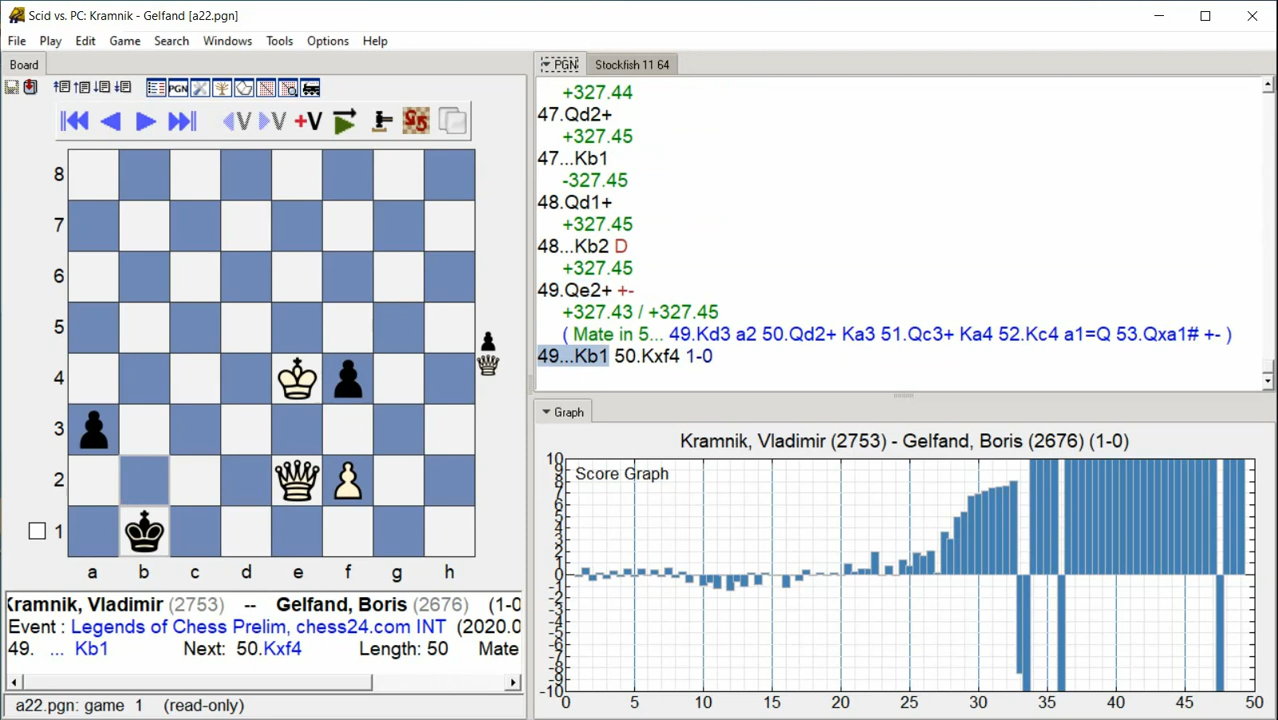 Scid vs. PC: Kramnik - Gelfand [a22.pgn]
File Play Edit Game Search Windows Tools Options Help
Board
PGN
V V +V
8
7
6
5
4
3
2
1
a b c d e f g h
Kramnik, Vladimir (2753) -- Gelfand, Boris (2676) (1-0
Event : Legends of Chess Prelim, chess24.com INT (2020.0
49. ... Kb1 Next: 50.Kxf4 Length: 50 Mate
a22.pgn: game 1 (read-only)
PGN Stockfish 11 64
+327.44
47.Qd2+
+327.45
47...Kb1
-327.45
48.Qd1+
+327.45
48...Kb2 D
+327.45
49.Qe2+ +-
+327.43 / +327.45
( Mate in 5... 49.Kd3 a2 50.Qd2+ Ka3 51.Qc3+ Ka4 52.Kc4 a1=Q 53.Qxa1# +- )
49...Kb1 50.Kxf4 1-0
Graph
Kramnik, Vladimir (2753) - Gelfand, Boris (2676) (1-0)
Score Graph
10
9
8
7
6
5
4
3
2
1
0
-1
-2
-3
-4
-5
-6
-7
-8
-9
-10
0 5 10 15 20 25 30 35 40 45 50